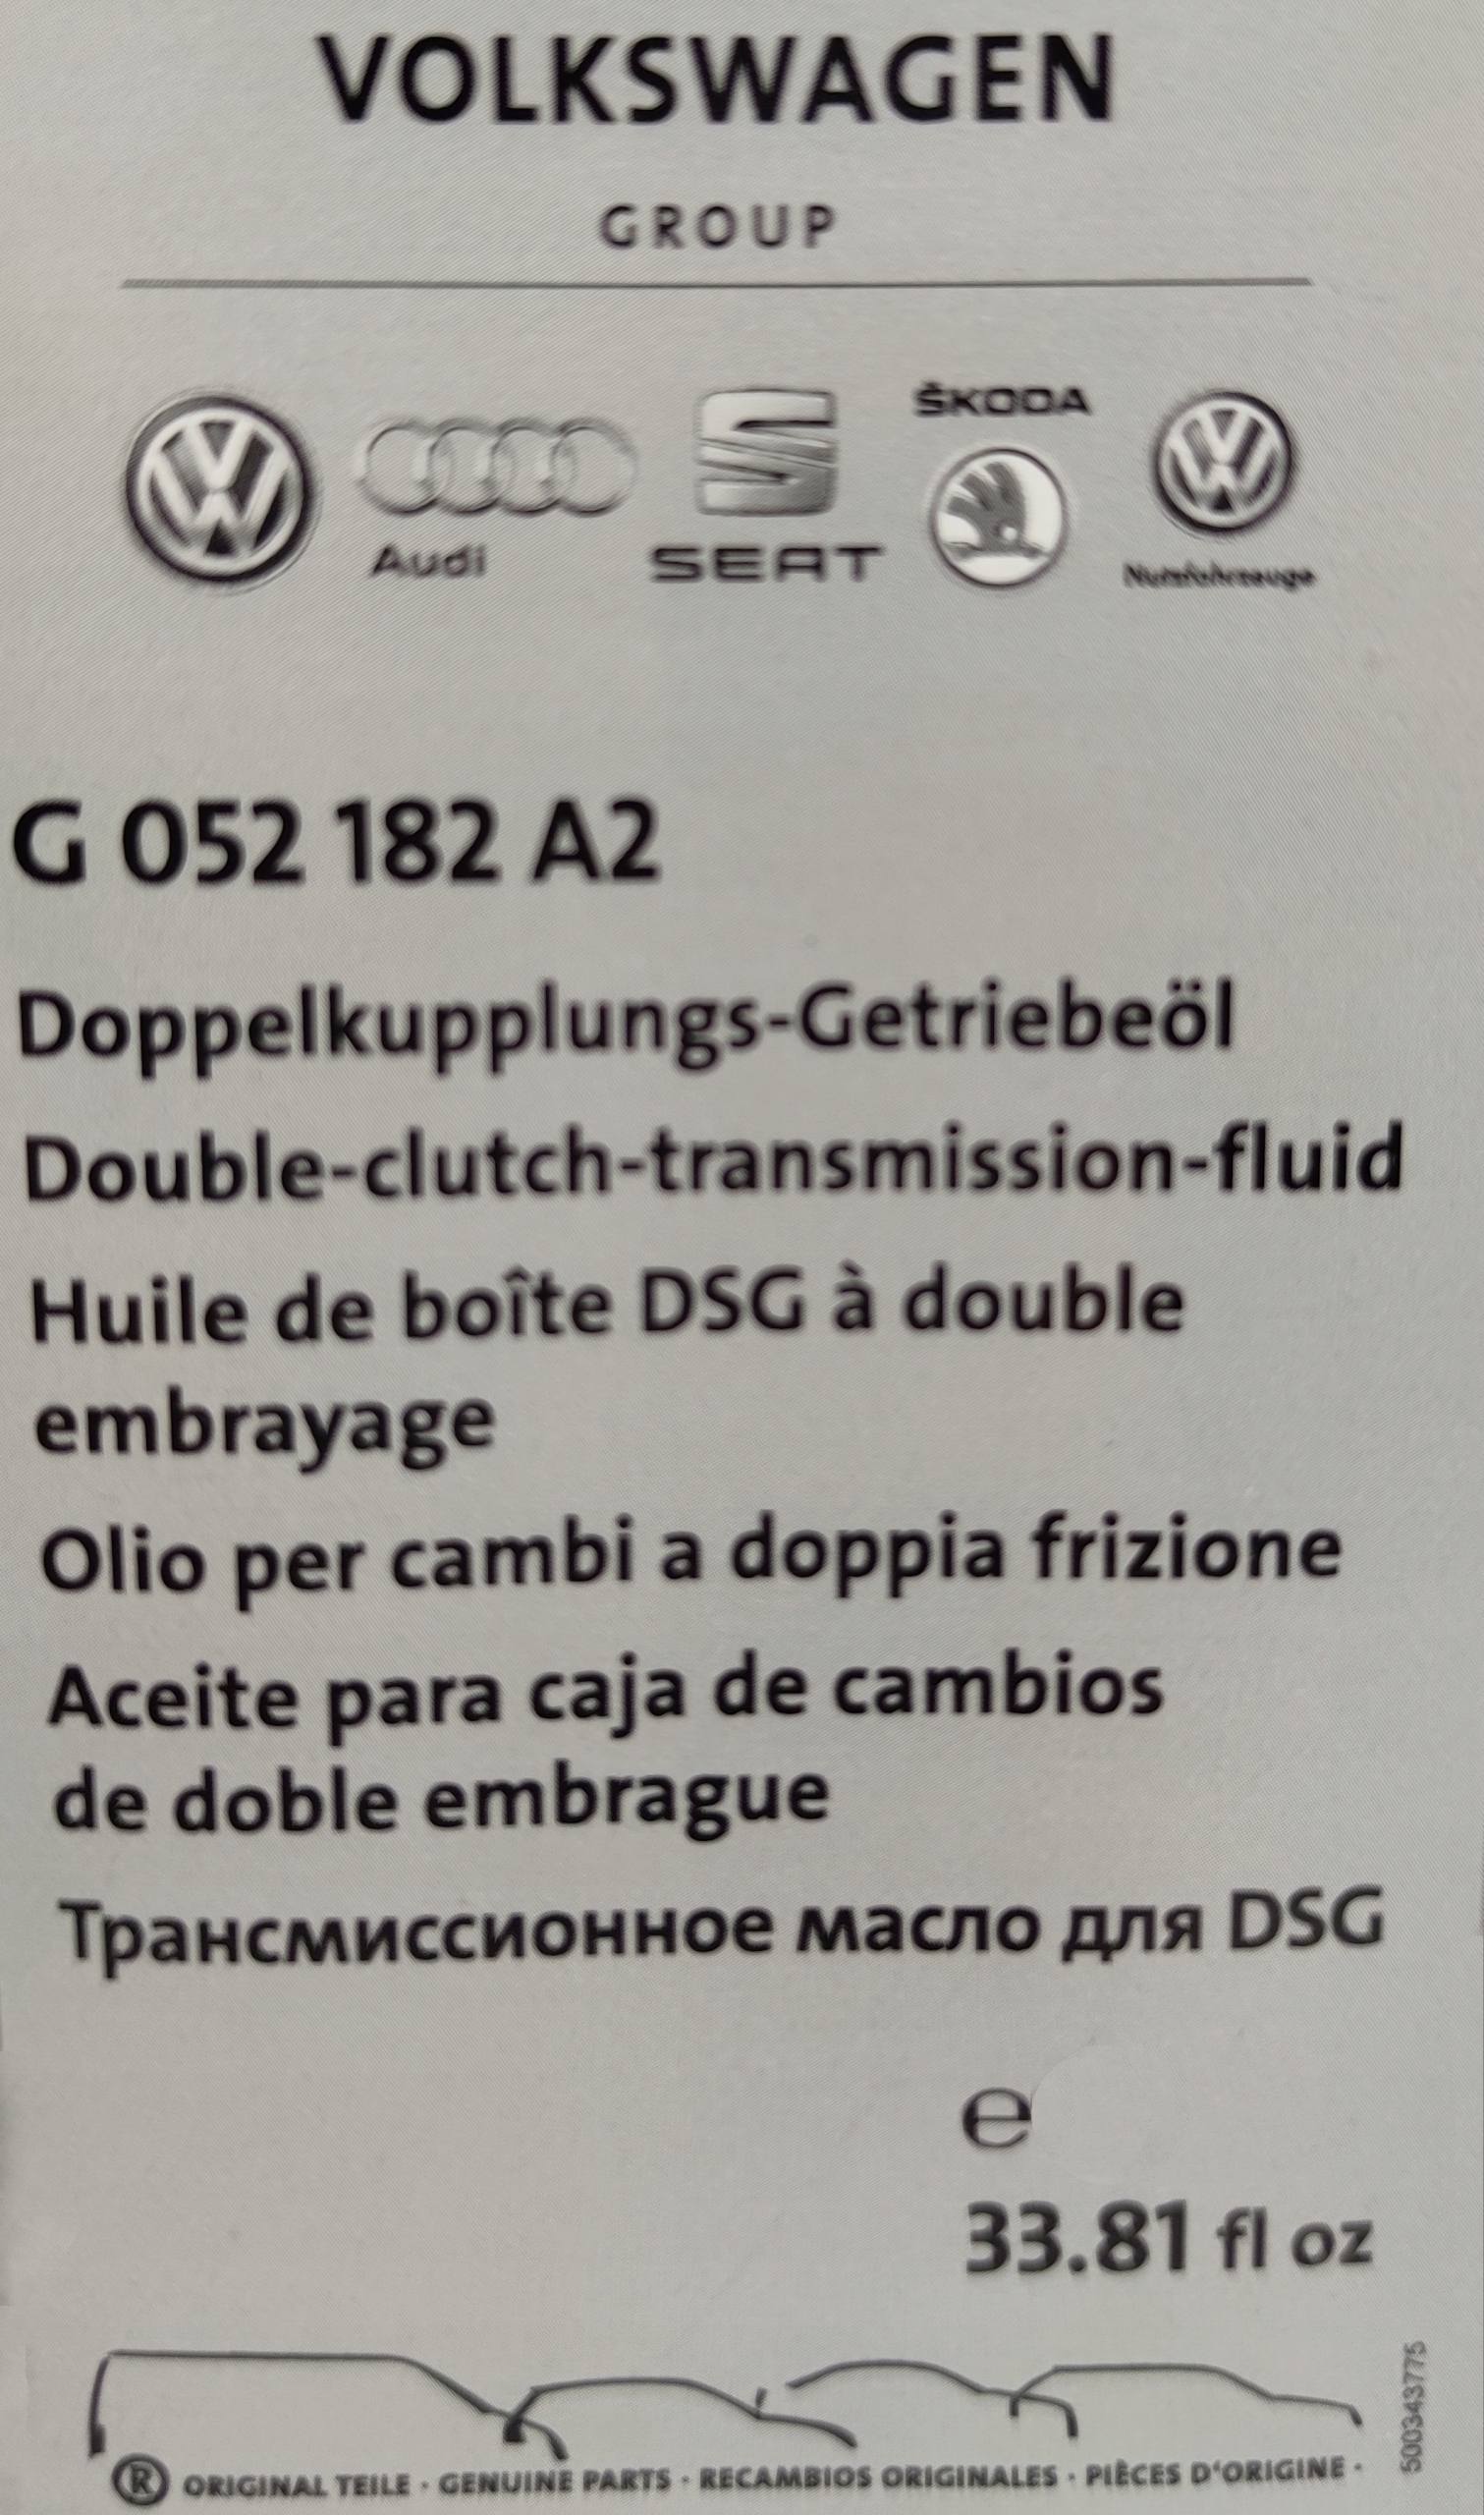 VOLKSWAGEN
GROUP
Audi
SEAT
ŠKODA
Nutzfahrzeuge
G 052 182 A2
Doppelkupplungs-Getriebeöl
Double-clutch-transmission-fluid
Huile de boîte DSG à double
embrayage
Olio per cambi a doppia frizione
Aceite para caja de cambios
de doble embrague
Трансмиссионное масло для DSG
℮
33.81 fl oz
500343775
® ORIGINAL TEILE · GENUINE PARTS · RECAMBIOS ORIGINALES · PIÈCES D'ORIGINE ·